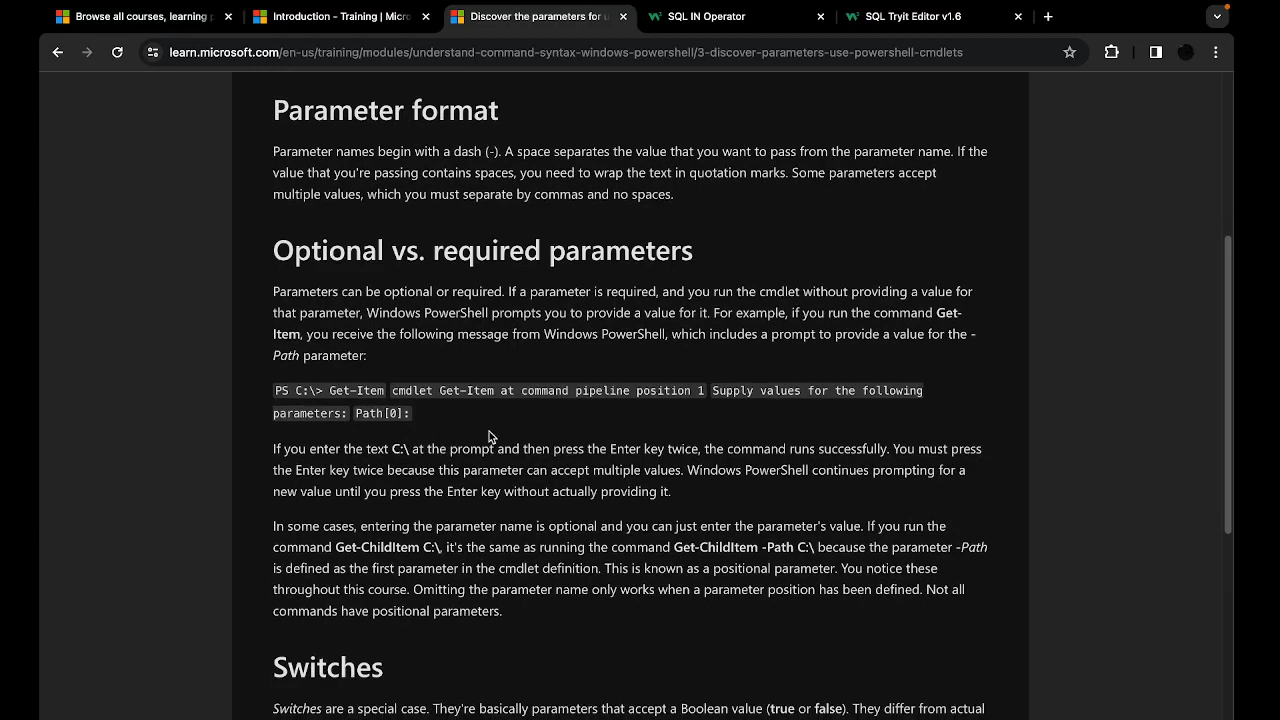 Browse all courses, learning p
Introduction - Training | Micro
Discover the parameters for u
SQL IN Operator
SQL Tryit Editor v1.6
learn.microsoft.com/en-us/training/modules/understand-command-syntax-windows-powershell/3-discover-parameters-use-powershell-cmdlets
Parameter format
Parameter names begin with a dash (-). A space separates the value that you want to pass from the parameter name. If the
value that you're passing contains spaces, you need to wrap the text in quotation marks. Some parameters accept
multiple values, which you must separate by commas and no spaces.
Optional vs. required parameters
Parameters can be optional or required. If a parameter is required, and you run the cmdlet without providing a value for
that parameter, Windows PowerShell prompts you to provide a value for it. For example, if you run the command Get-
Item, you receive the following message from Windows PowerShell, which includes a prompt to provide a value for the -
Path parameter:
PS C:\> Get-Item cmdlet Get-Item at command pipeline position 1 Supply values for the following
parameters: Path[0]:
If you enter the text C:\ at the prompt and then press the Enter key twice, the command runs successfully. You must press
the Enter key twice because this parameter can accept multiple values. Windows PowerShell continues prompting for a
new value until you press the Enter key without actually providing it.
In some cases, entering the parameter name is optional and you can just enter the parameter's value. If you run the
command Get-ChildItem C:\, it's the same as running the command Get-ChildItem -Path C:\ because the parameter -Path
is defined as the first parameter in the cmdlet definition. This is known as a positional parameter. You notice these
throughout this course. Omitting the parameter name only works when a parameter position has been defined. Not all
commands have positional parameters.
Switches
Switches are a special case. They're basically parameters that accept a Boolean value (true or false). They differ from actual